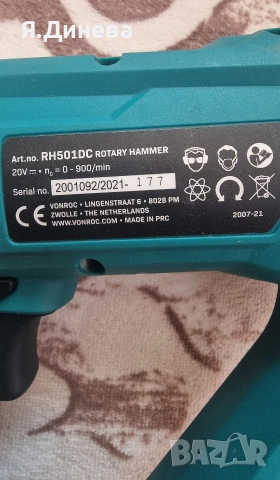 Я.Динева
Art.no. RH501DC ROTARY HAMMER
20V ⎓ • n₀ = 0 - 900/min
Serial no. 2001092/2021- 177
CE VONROC • LINGENSTRAAT 6 • 8028 PM
ZWOLLE • THE NETHERLANDS
WWW.VONROC.COM • MADE IN PRC
2007-21
BAZAR